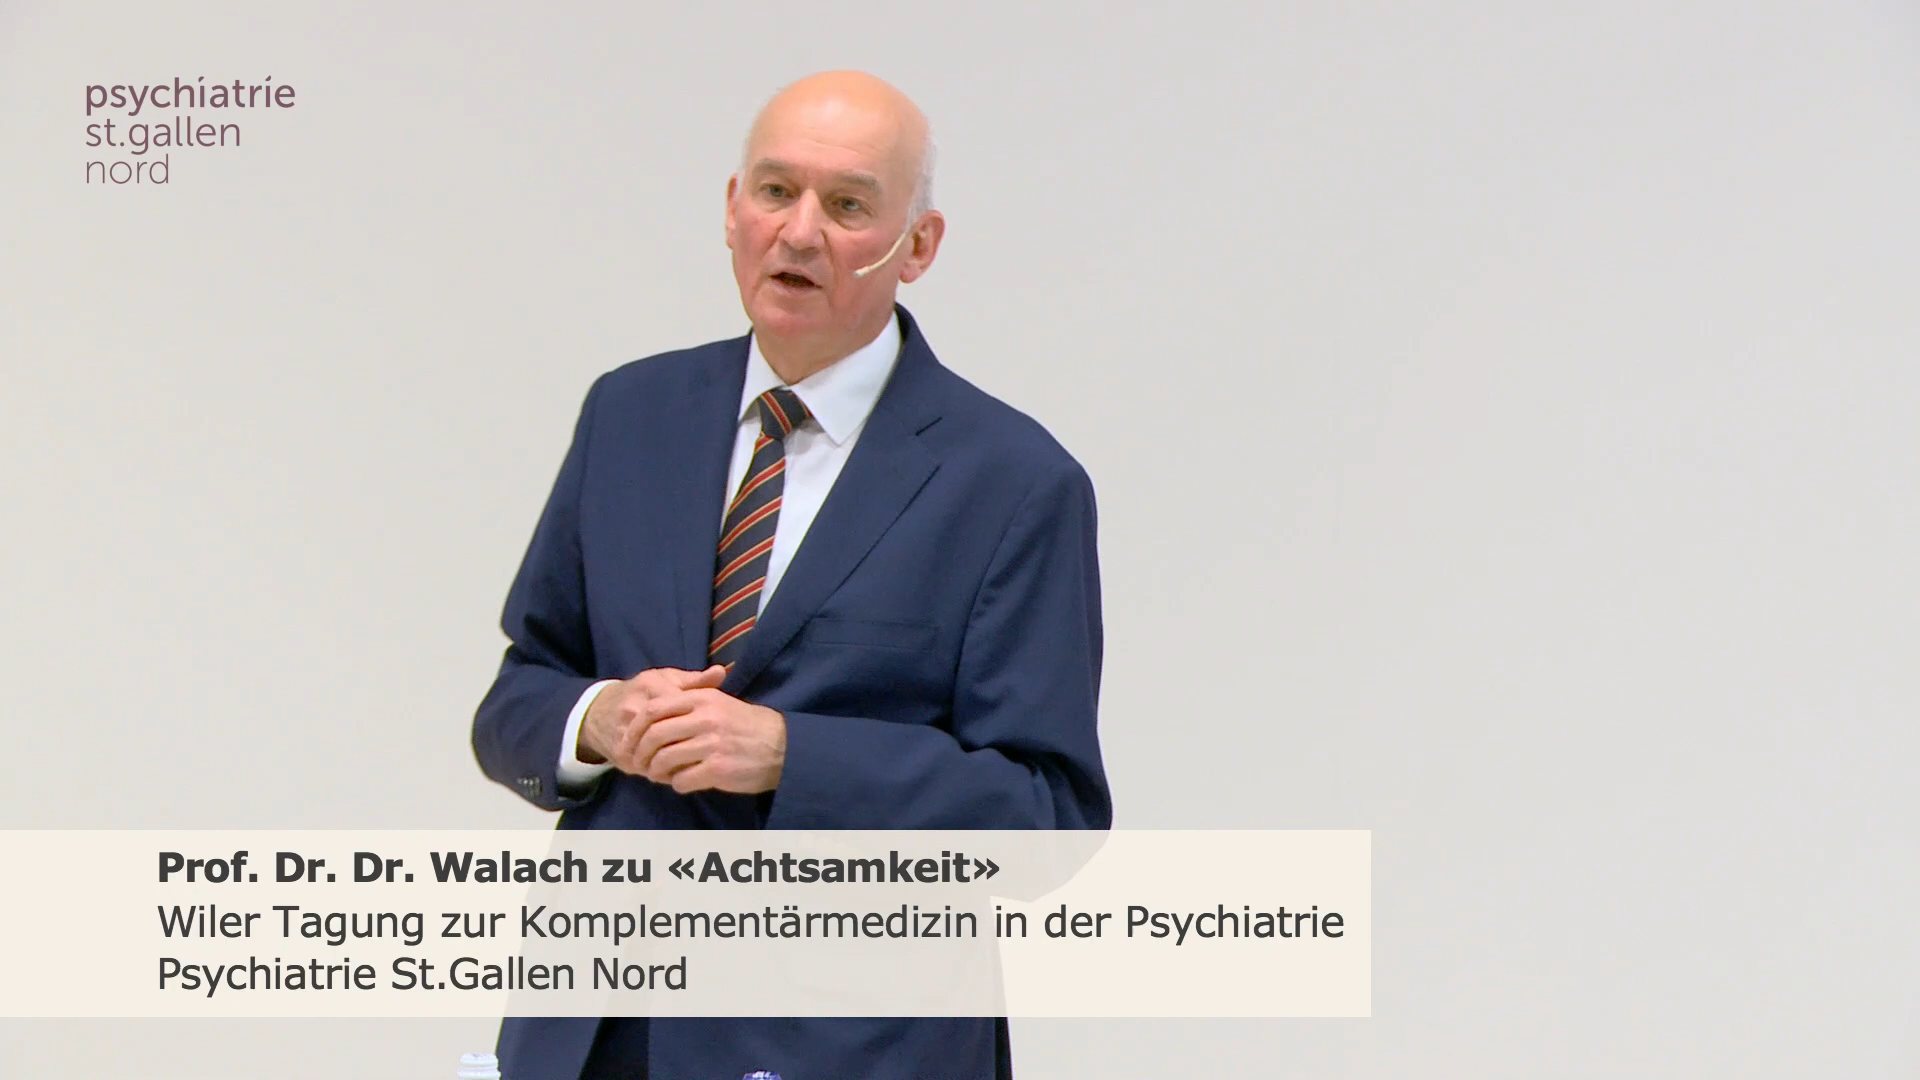 psychiatrie
st.gallen
nord
Prof. Dr. Dr. Walach zu «Achtsamkeit»
Wiler Tagung zur Komplementärmedizin in der Psychiatrie
Psychiatrie St.Gallen Nord